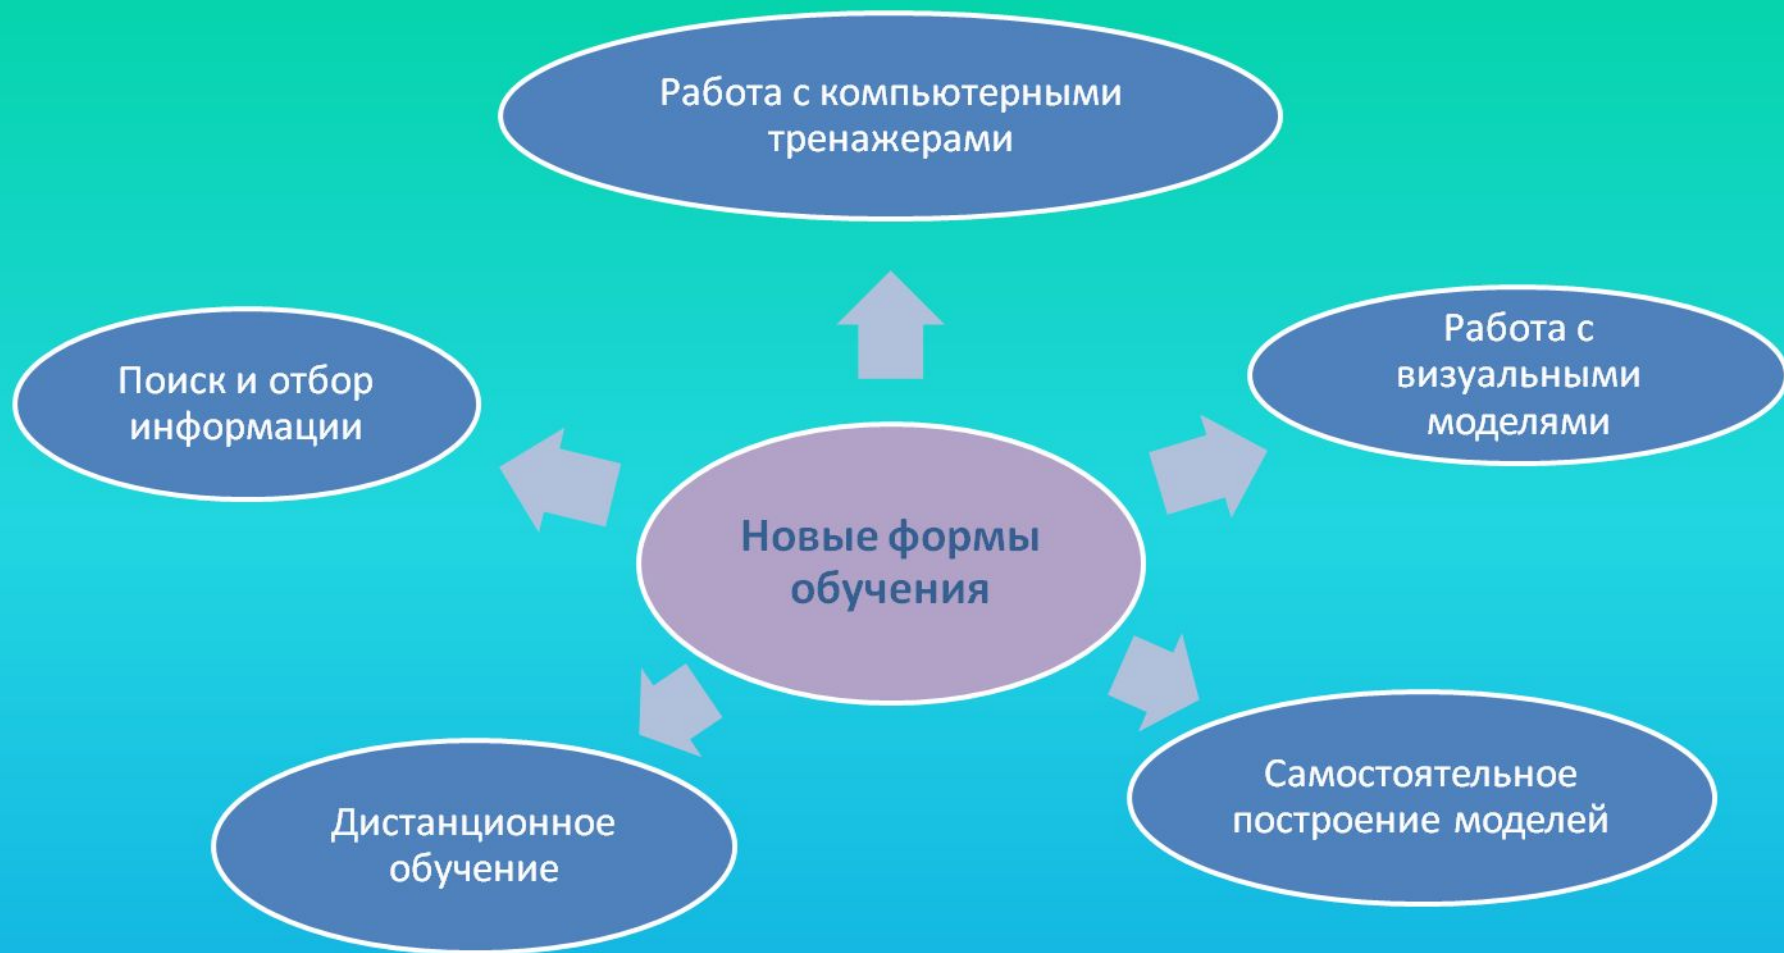 Работа с компьютерными
тренажерами
Работа с
визуальными
моделями
Поиск и отбор
информации
Новые формы
обучения
Самостоятельное
построение моделей
Дистанционное
обучение